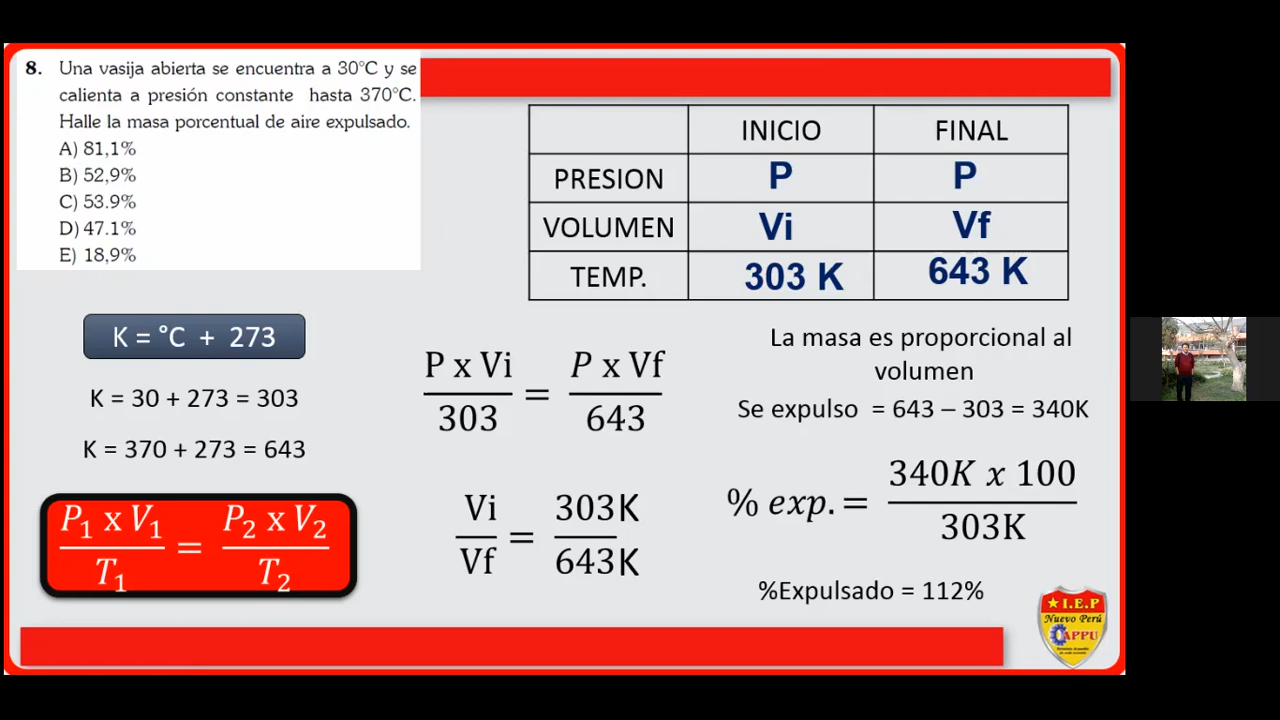 8. Una vasija abierta se encuentra a 30°C y se
calienta a presión constante hasta 370°C.
Halle la masa porcentual de aire expulsado.
A) 81,1%
B) 52,9%
C) 53.9%
D) 47.1%
E) 18,9%
INICIO FINAL
PRESION P P
VOLUMEN Vi Vf
TEMP. 303 K 643 K
K = °C + 273
K = 30 + 273 = 303
K = 370 + 273 = 643
P₁ x V₁ / T₁ = P₂ x V₂ / T₂
P x Vi / 303 = P x Vf / 643
Vi / Vf = 303K / 643K
La masa es proporcional al
volumen
Se expulso = 643 – 303 = 340K
% exp. = 340K x 100 / 303K
%Expulsado = 112%
I.E.P
Nuevo Perú
CAPPU